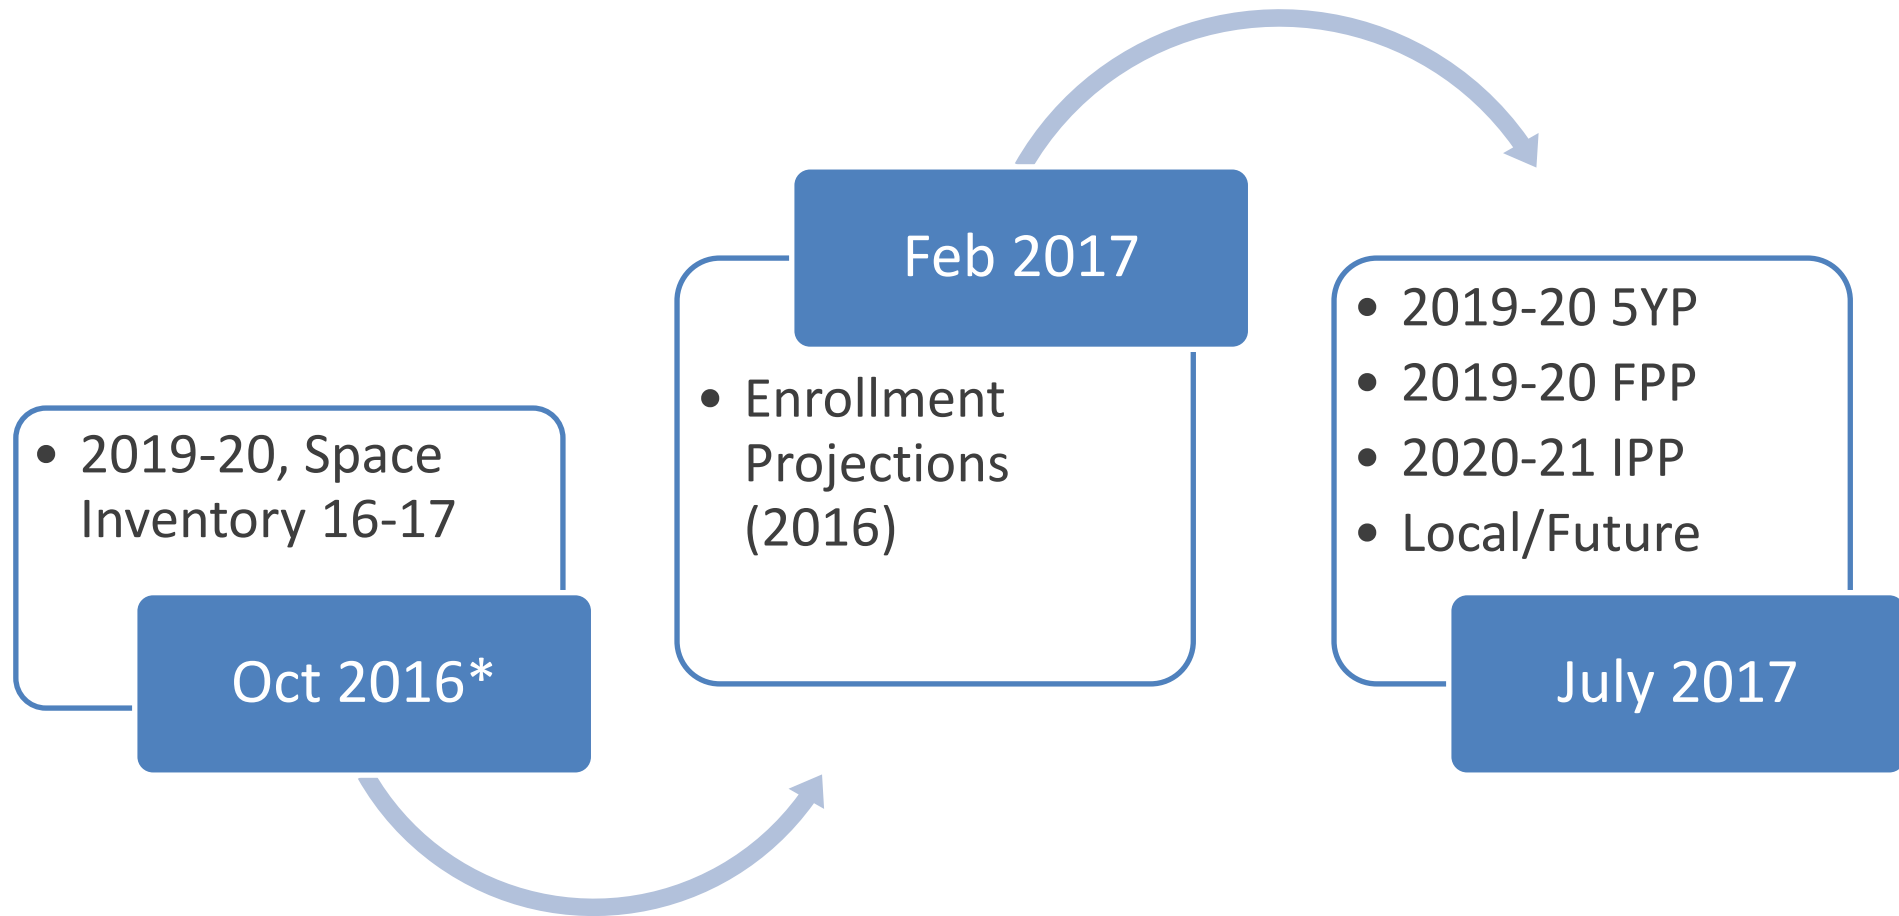 • 2019-20, Space
Inventory 16-17
Oct 2016*
Feb 2017
• Enrollment
Projections
(2016)
• 2019-20 5YP
• 2019-20 FPP
• 2020-21 IPP
• Local/Future
July 2017